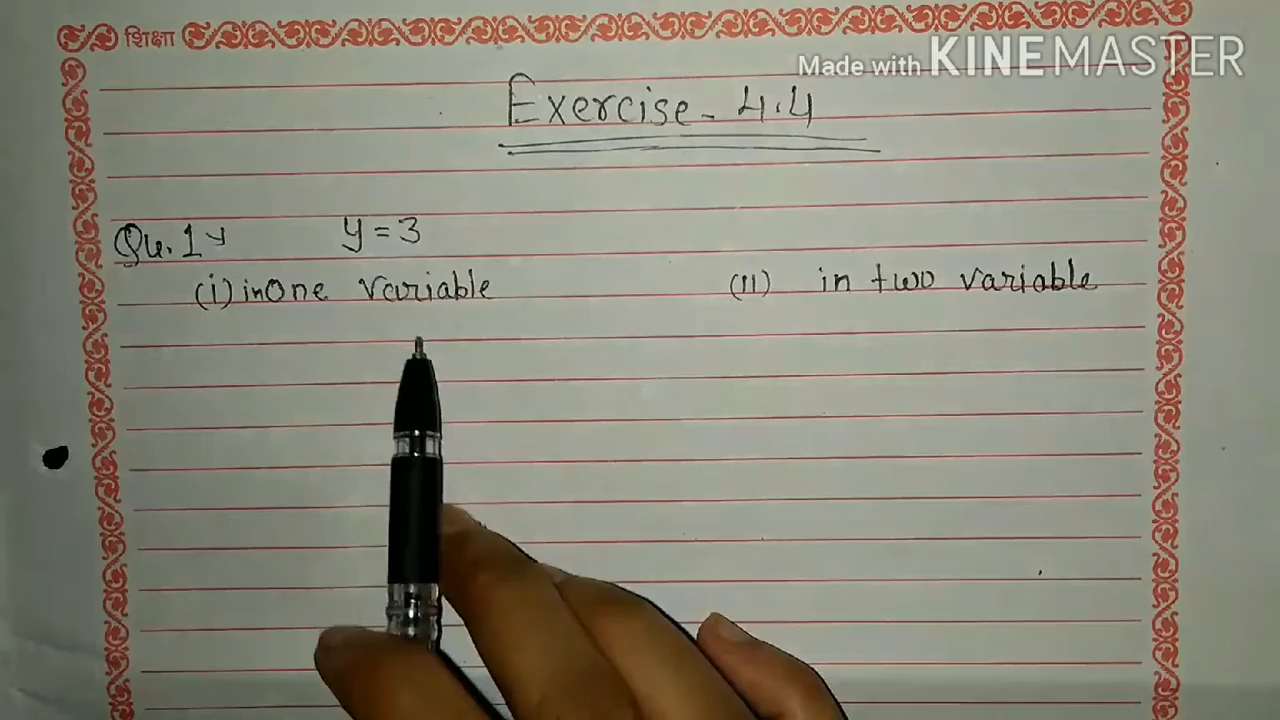 शिक्षा
Made with KINEMASTER
Exercise - 4.4
Qu. 1 y = 3
(i) in One variable (II) in two variable